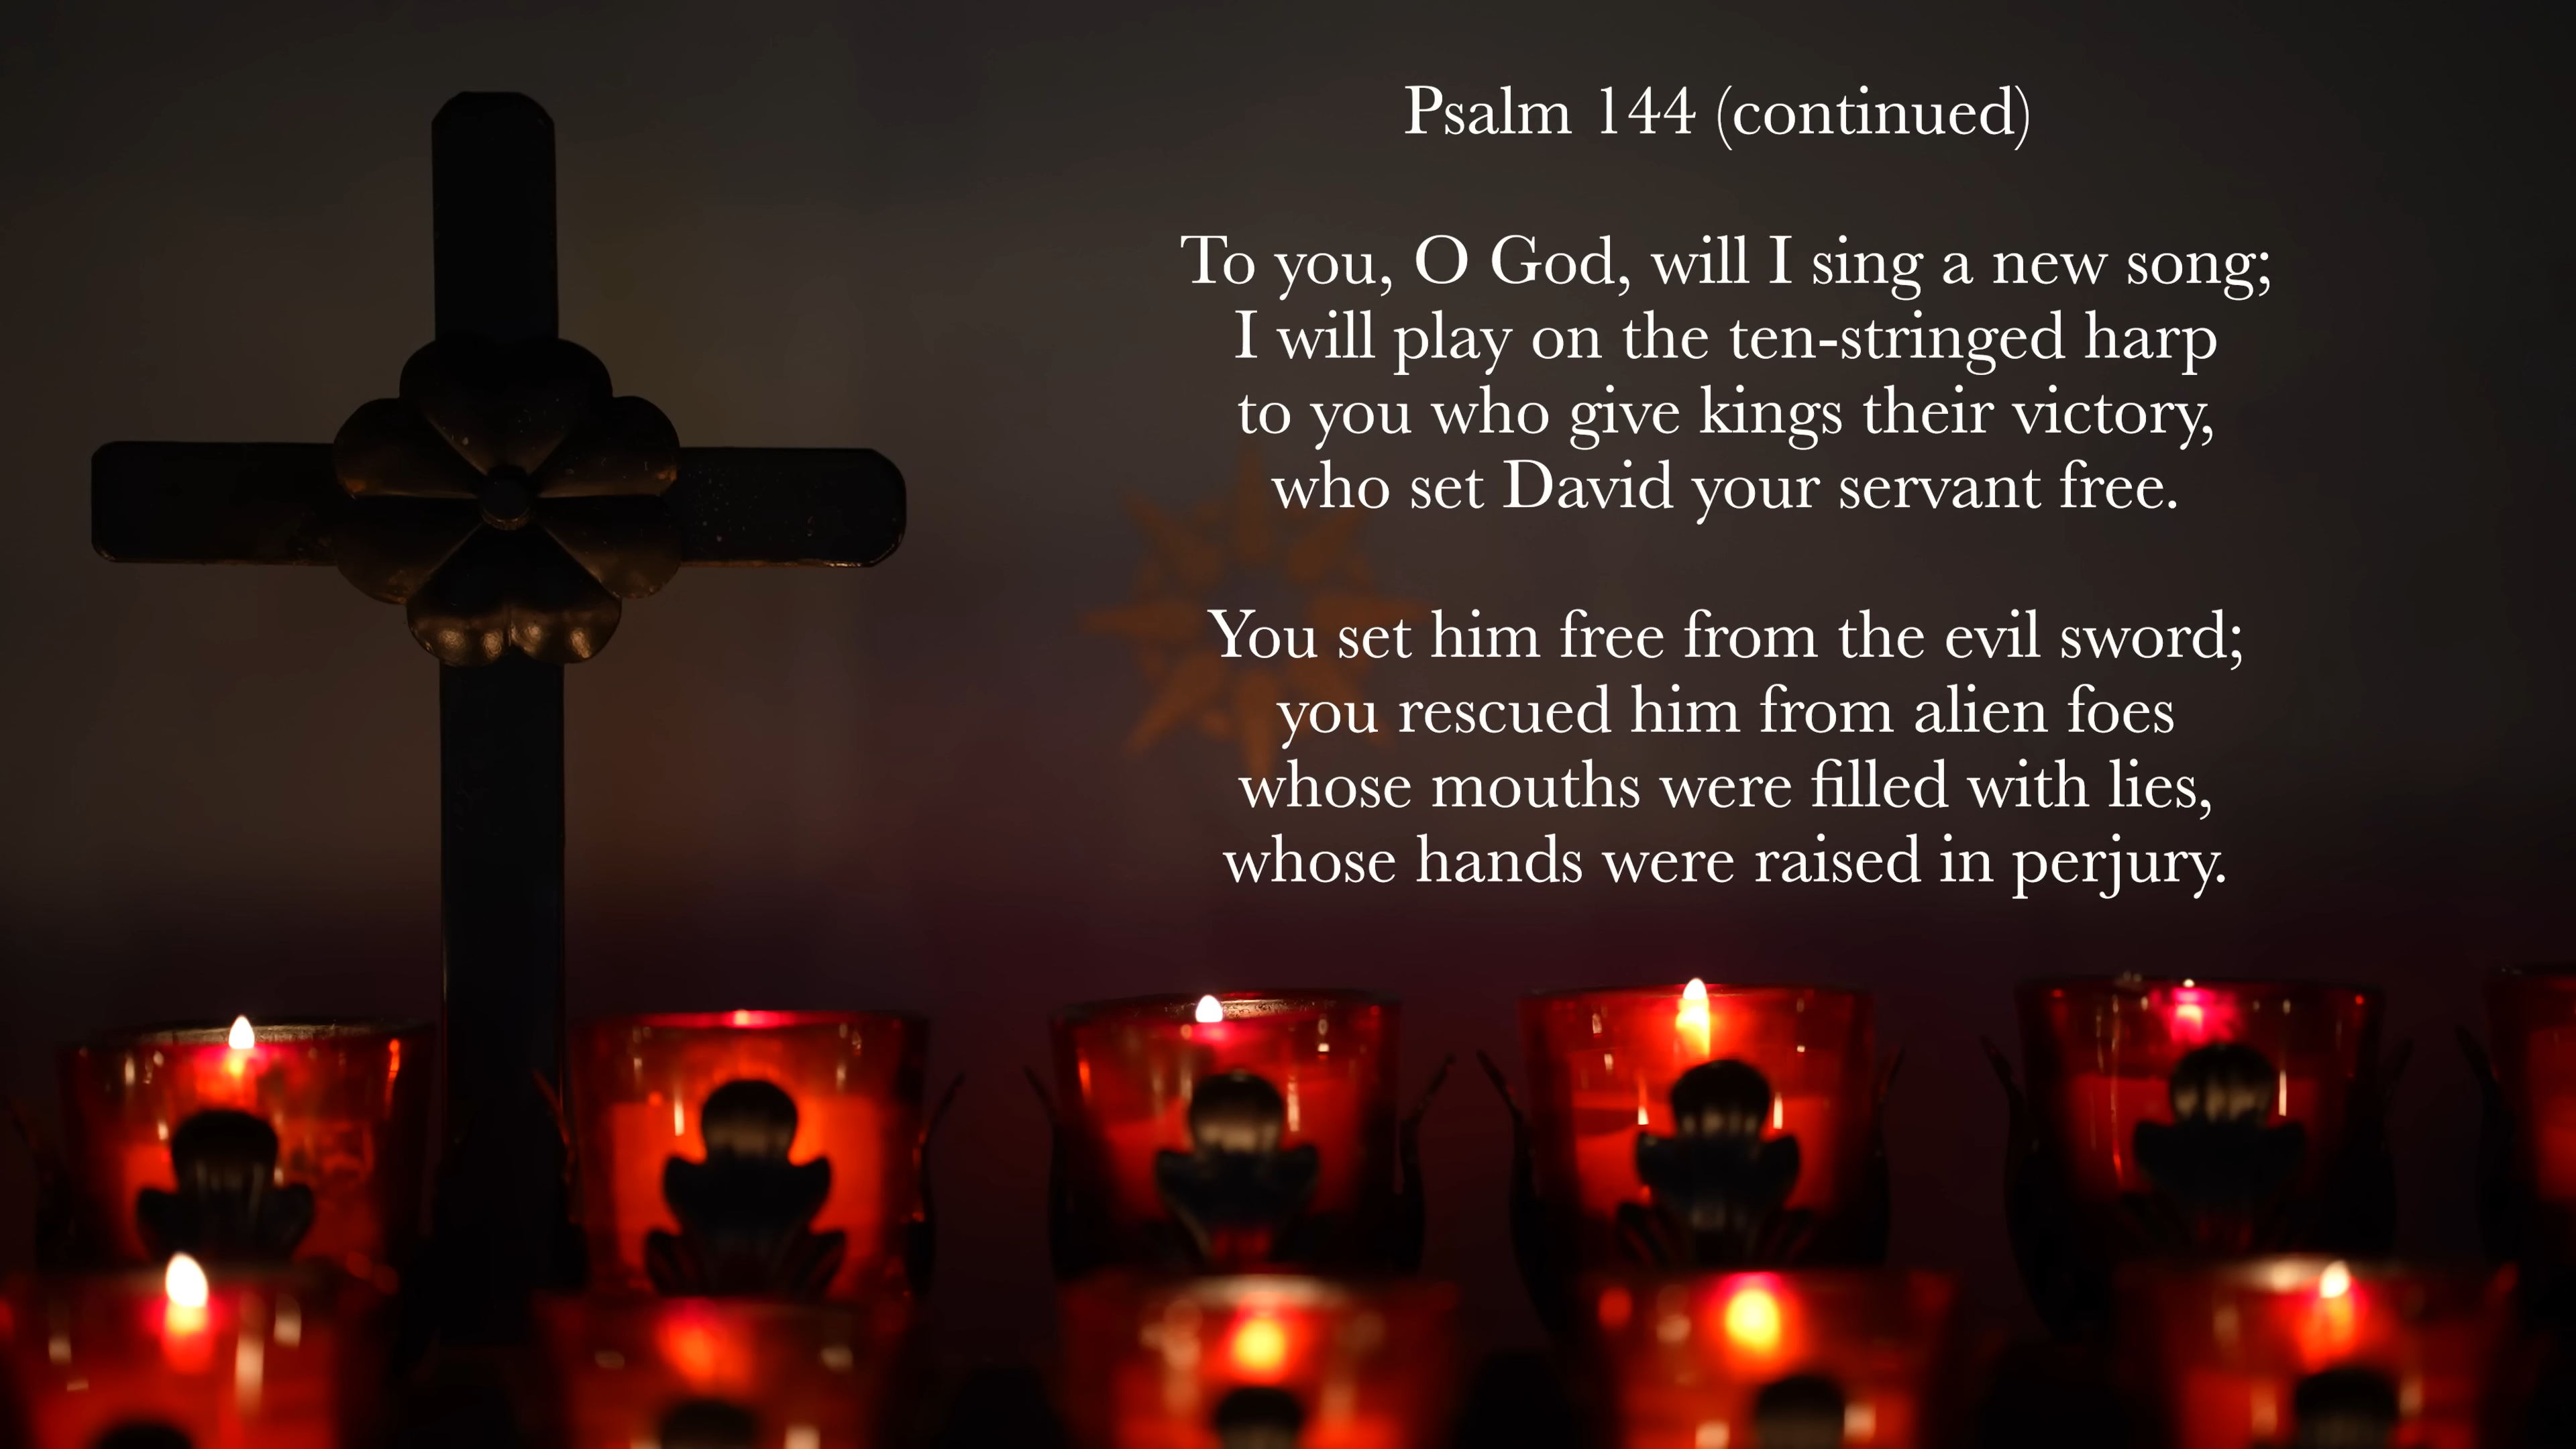 Psalm 144 (continued)
To you, O God, will I sing a new song;
I will play on the ten-stringed harp
to you who give kings their victory,
who set David your servant free.
You set him free from the evil sword;
you rescued him from alien foes
whose mouths were filled with lies,
whose hands were raised in perjury.